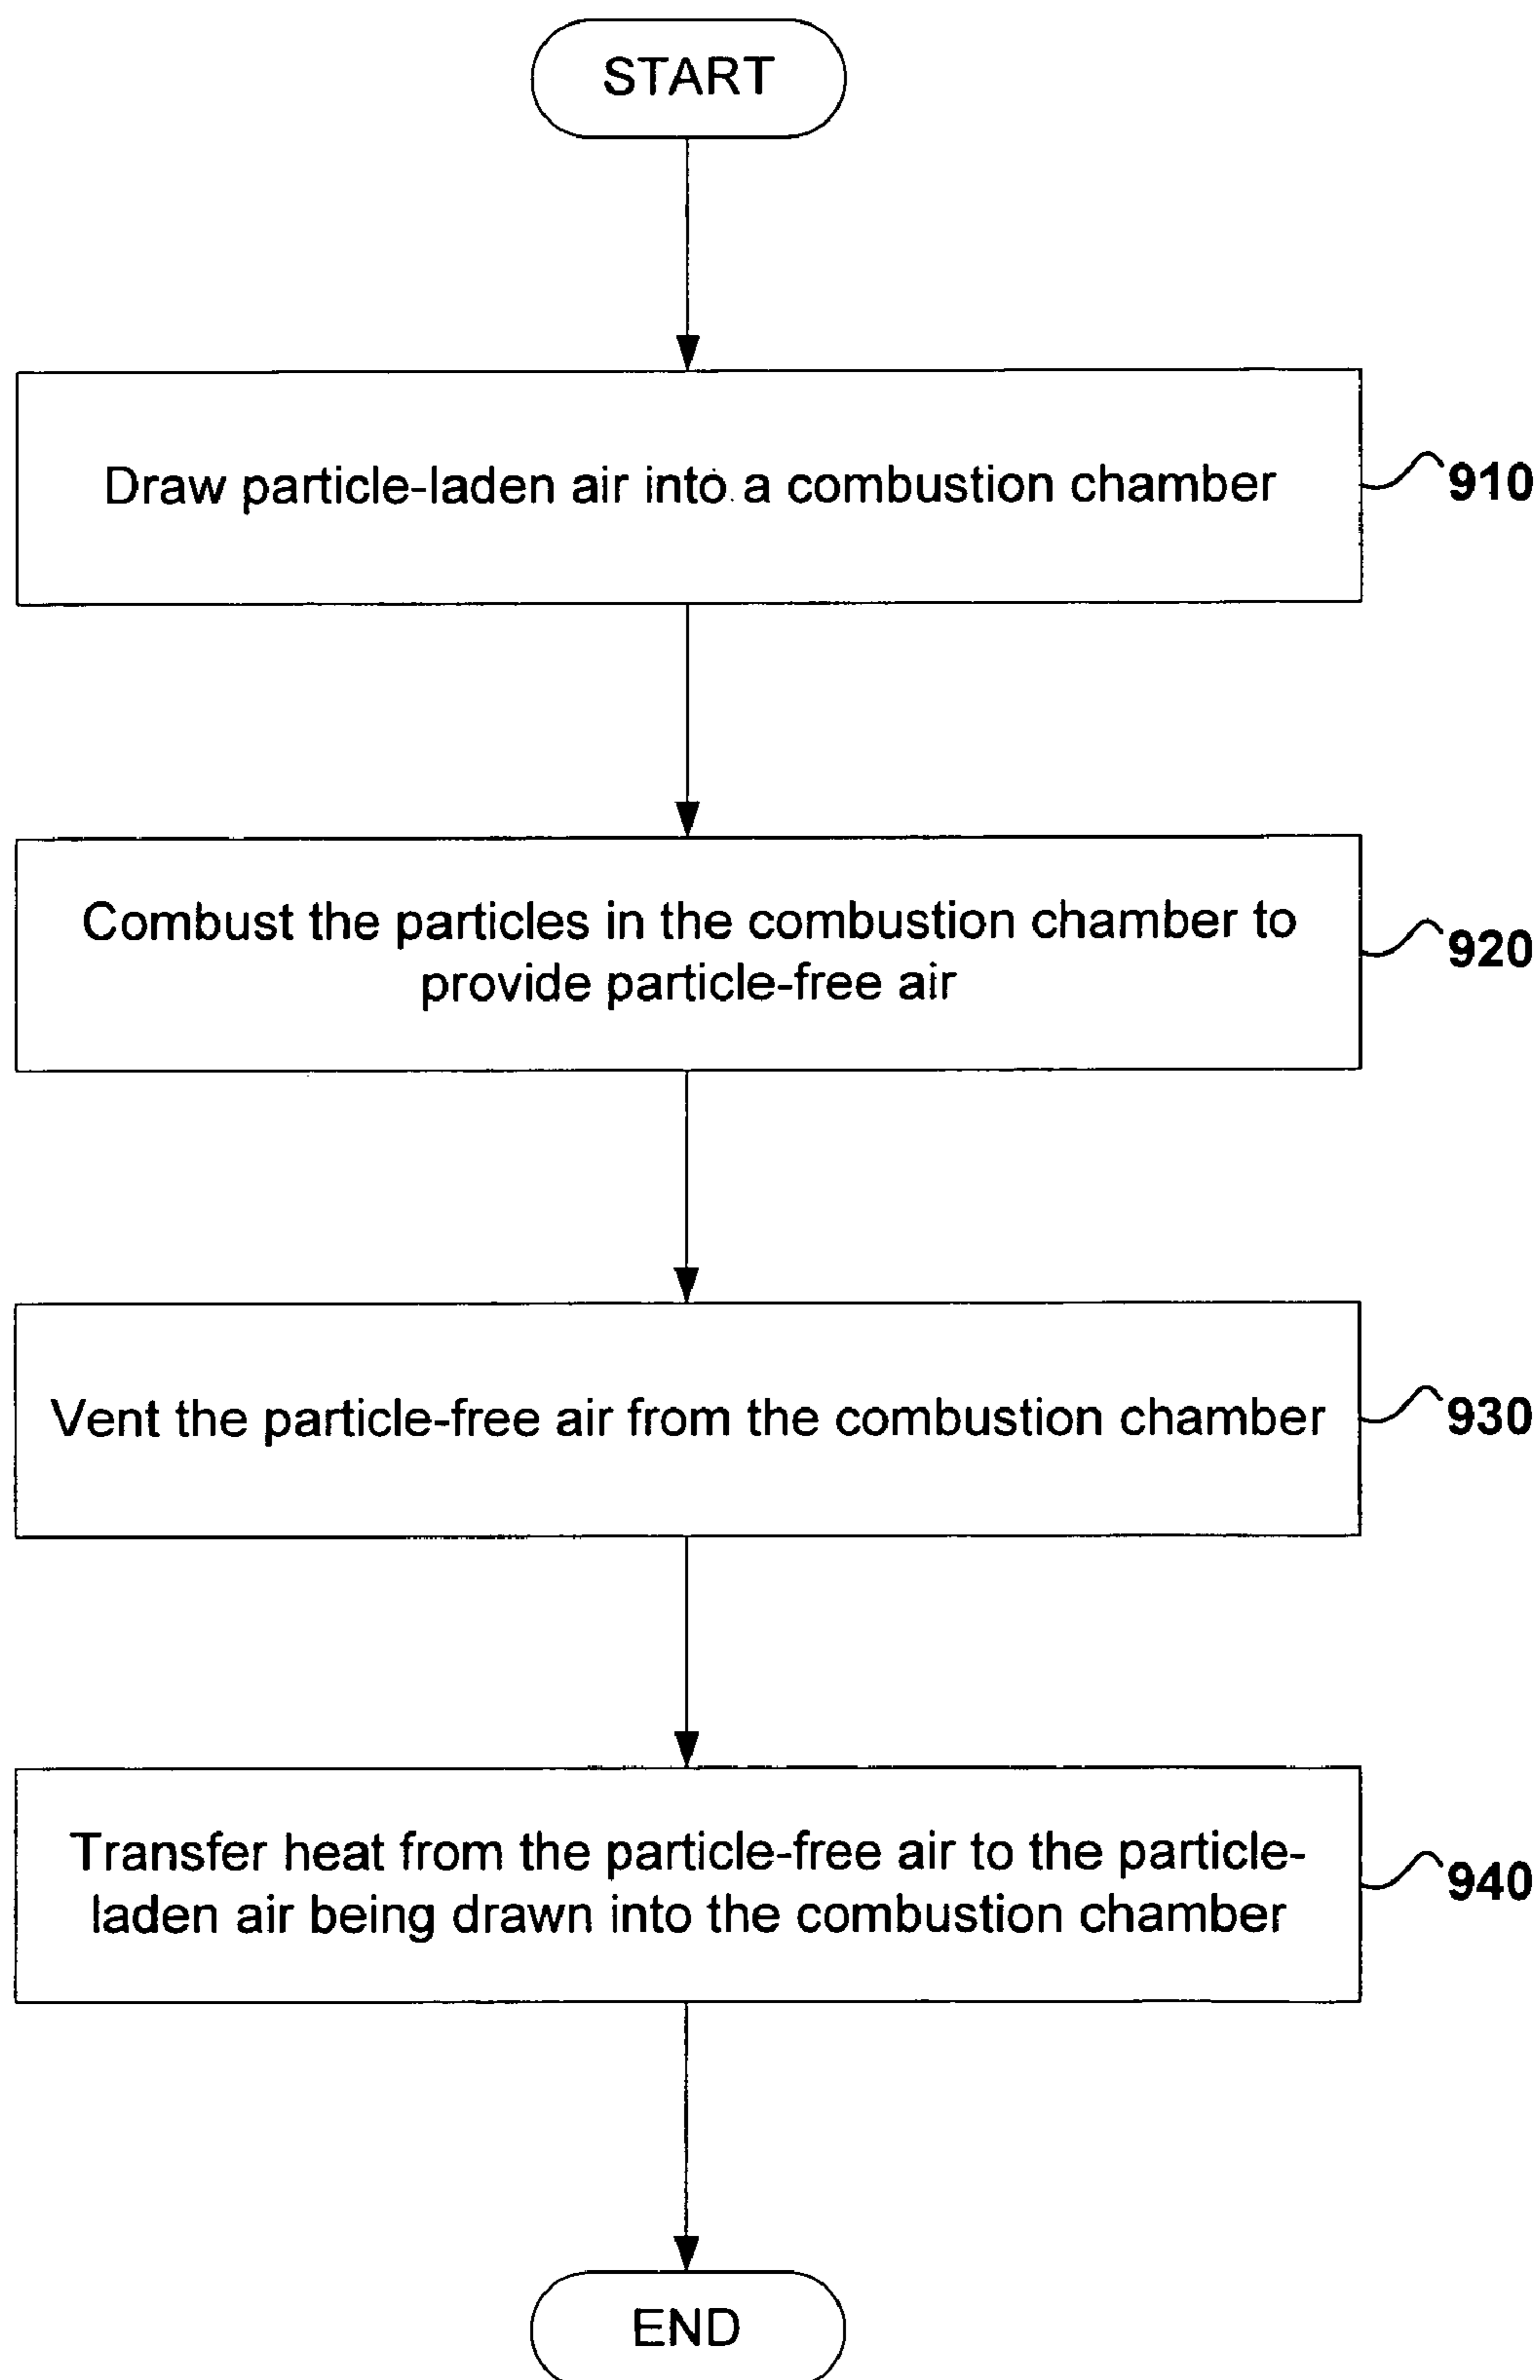 START
Draw particle-laden air into a combustion chamber
910
Combust the particles in the combustion chamber to
provide particle-free air
920
Vent the particle-free air from the combustion chamber
930
Transfer heat from the particle-free air to the particle-
laden air being drawn into the combustion chamber
940
END